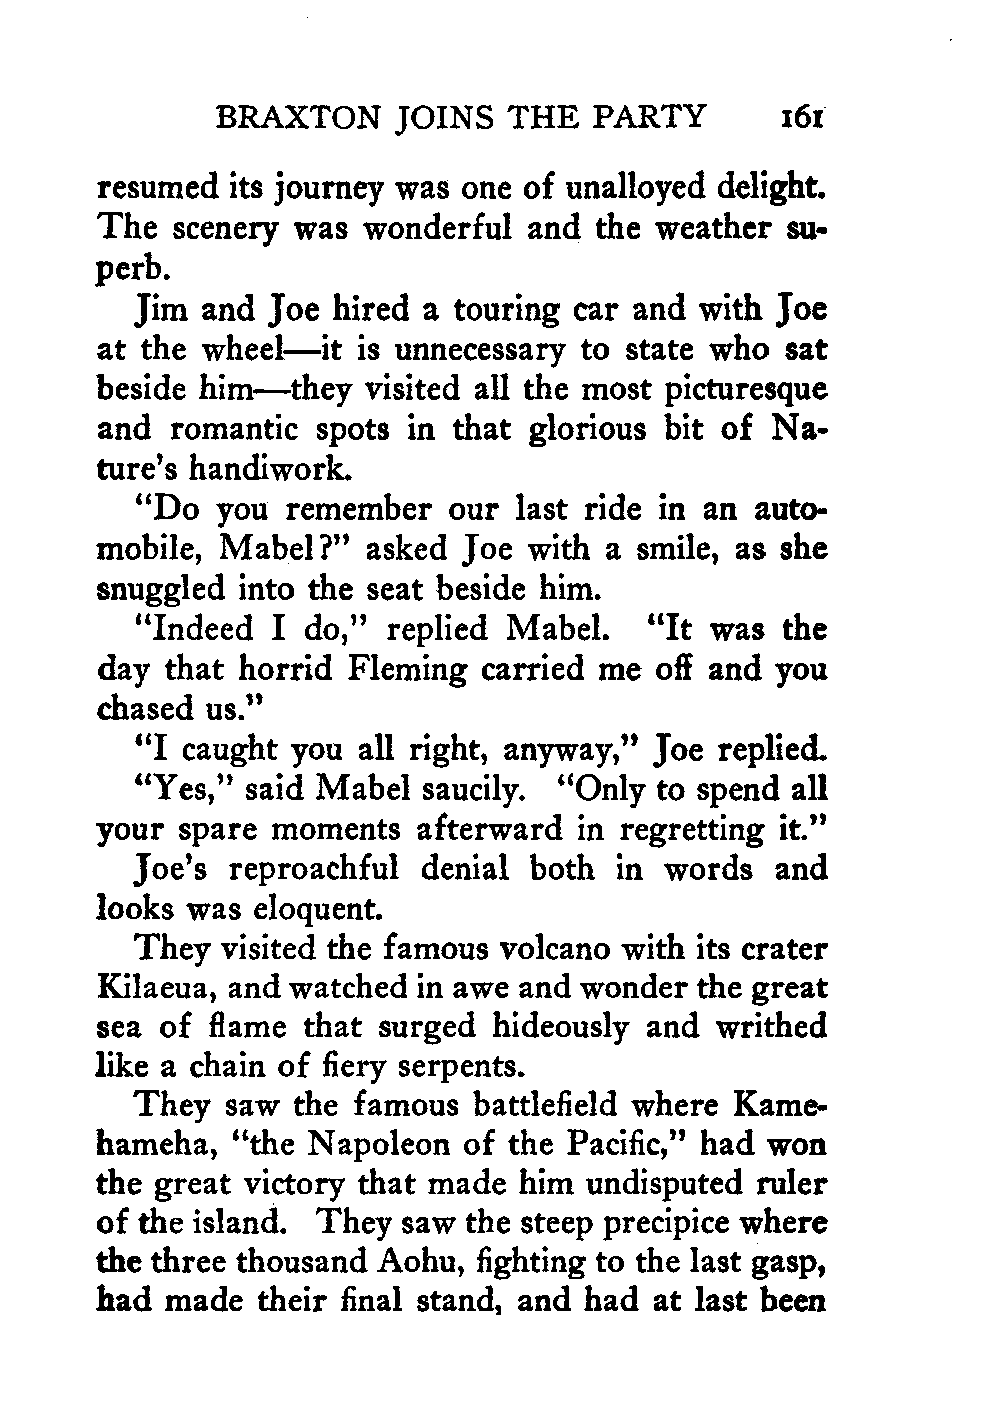 BRAXTON JOINS THE PARTY 161
resumed its journey was one of unalloyed delight.
The scenery was wonderful and the weather su-
perb.
Jim and Joe hired a touring car and with Joe
at the wheel—it is unnecessary to state who sat
beside him—they visited all the most picturesque
and romantic spots in that glorious bit of Na-
ture's handiwork.
"Do you remember our last ride in an auto-
mobile, Mabel?" asked Joe with a smile, as she
snuggled into the seat beside him.
"Indeed I do," replied Mabel. "It was the
day that horrid Fleming carried me off and you
chased us."
"I caught you all right, anyway," Joe replied.
"Yes," said Mabel saucily. "Only to spend all
your spare moments afterward in regretting it."
Joe's reproachful denial both in words and
looks was eloquent.
They visited the famous volcano with its crater
Kilaeua, and watched in awe and wonder the great
sea of flame that surged hideously and writhed
like a chain of fiery serpents.
They saw the famous battlefield where Kame-
hameha, "the Napoleon of the Pacific," had won
the great victory that made him undisputed ruler
of the island. They saw the steep precipice where
the three thousand Aohu, fighting to the last gasp,
had made their final stand, and had at last been